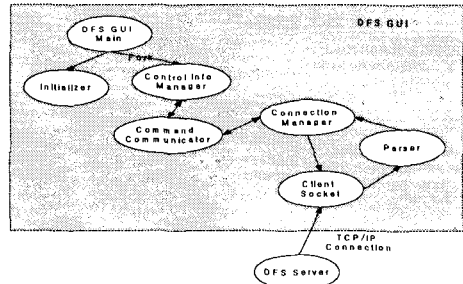 DFS GUI
Main
DFS GUI
Fork
Initializer
Control Info
Manager
Connection
Manager
Command
Communicator
Parser
Client
Socket
TCP/IP
Connection
DFS Server